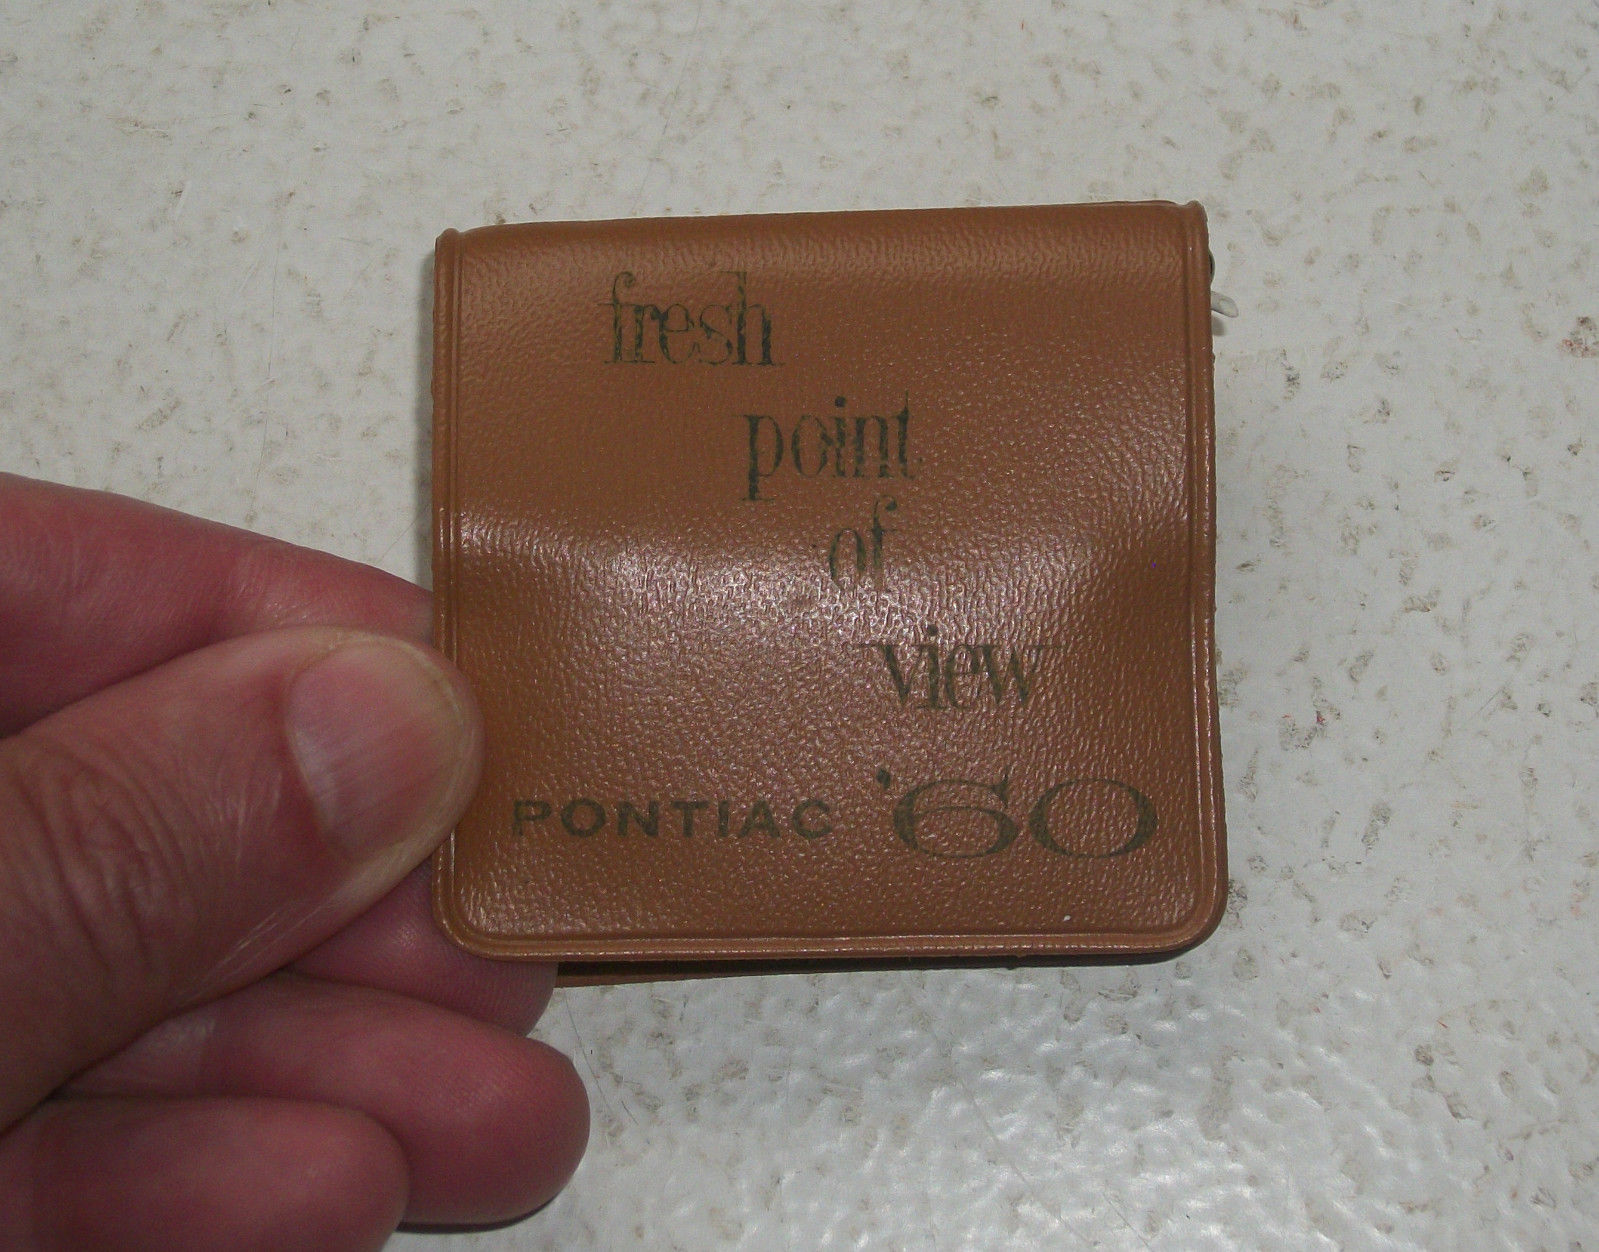 fresh
point
of
view
PONTIAC '60